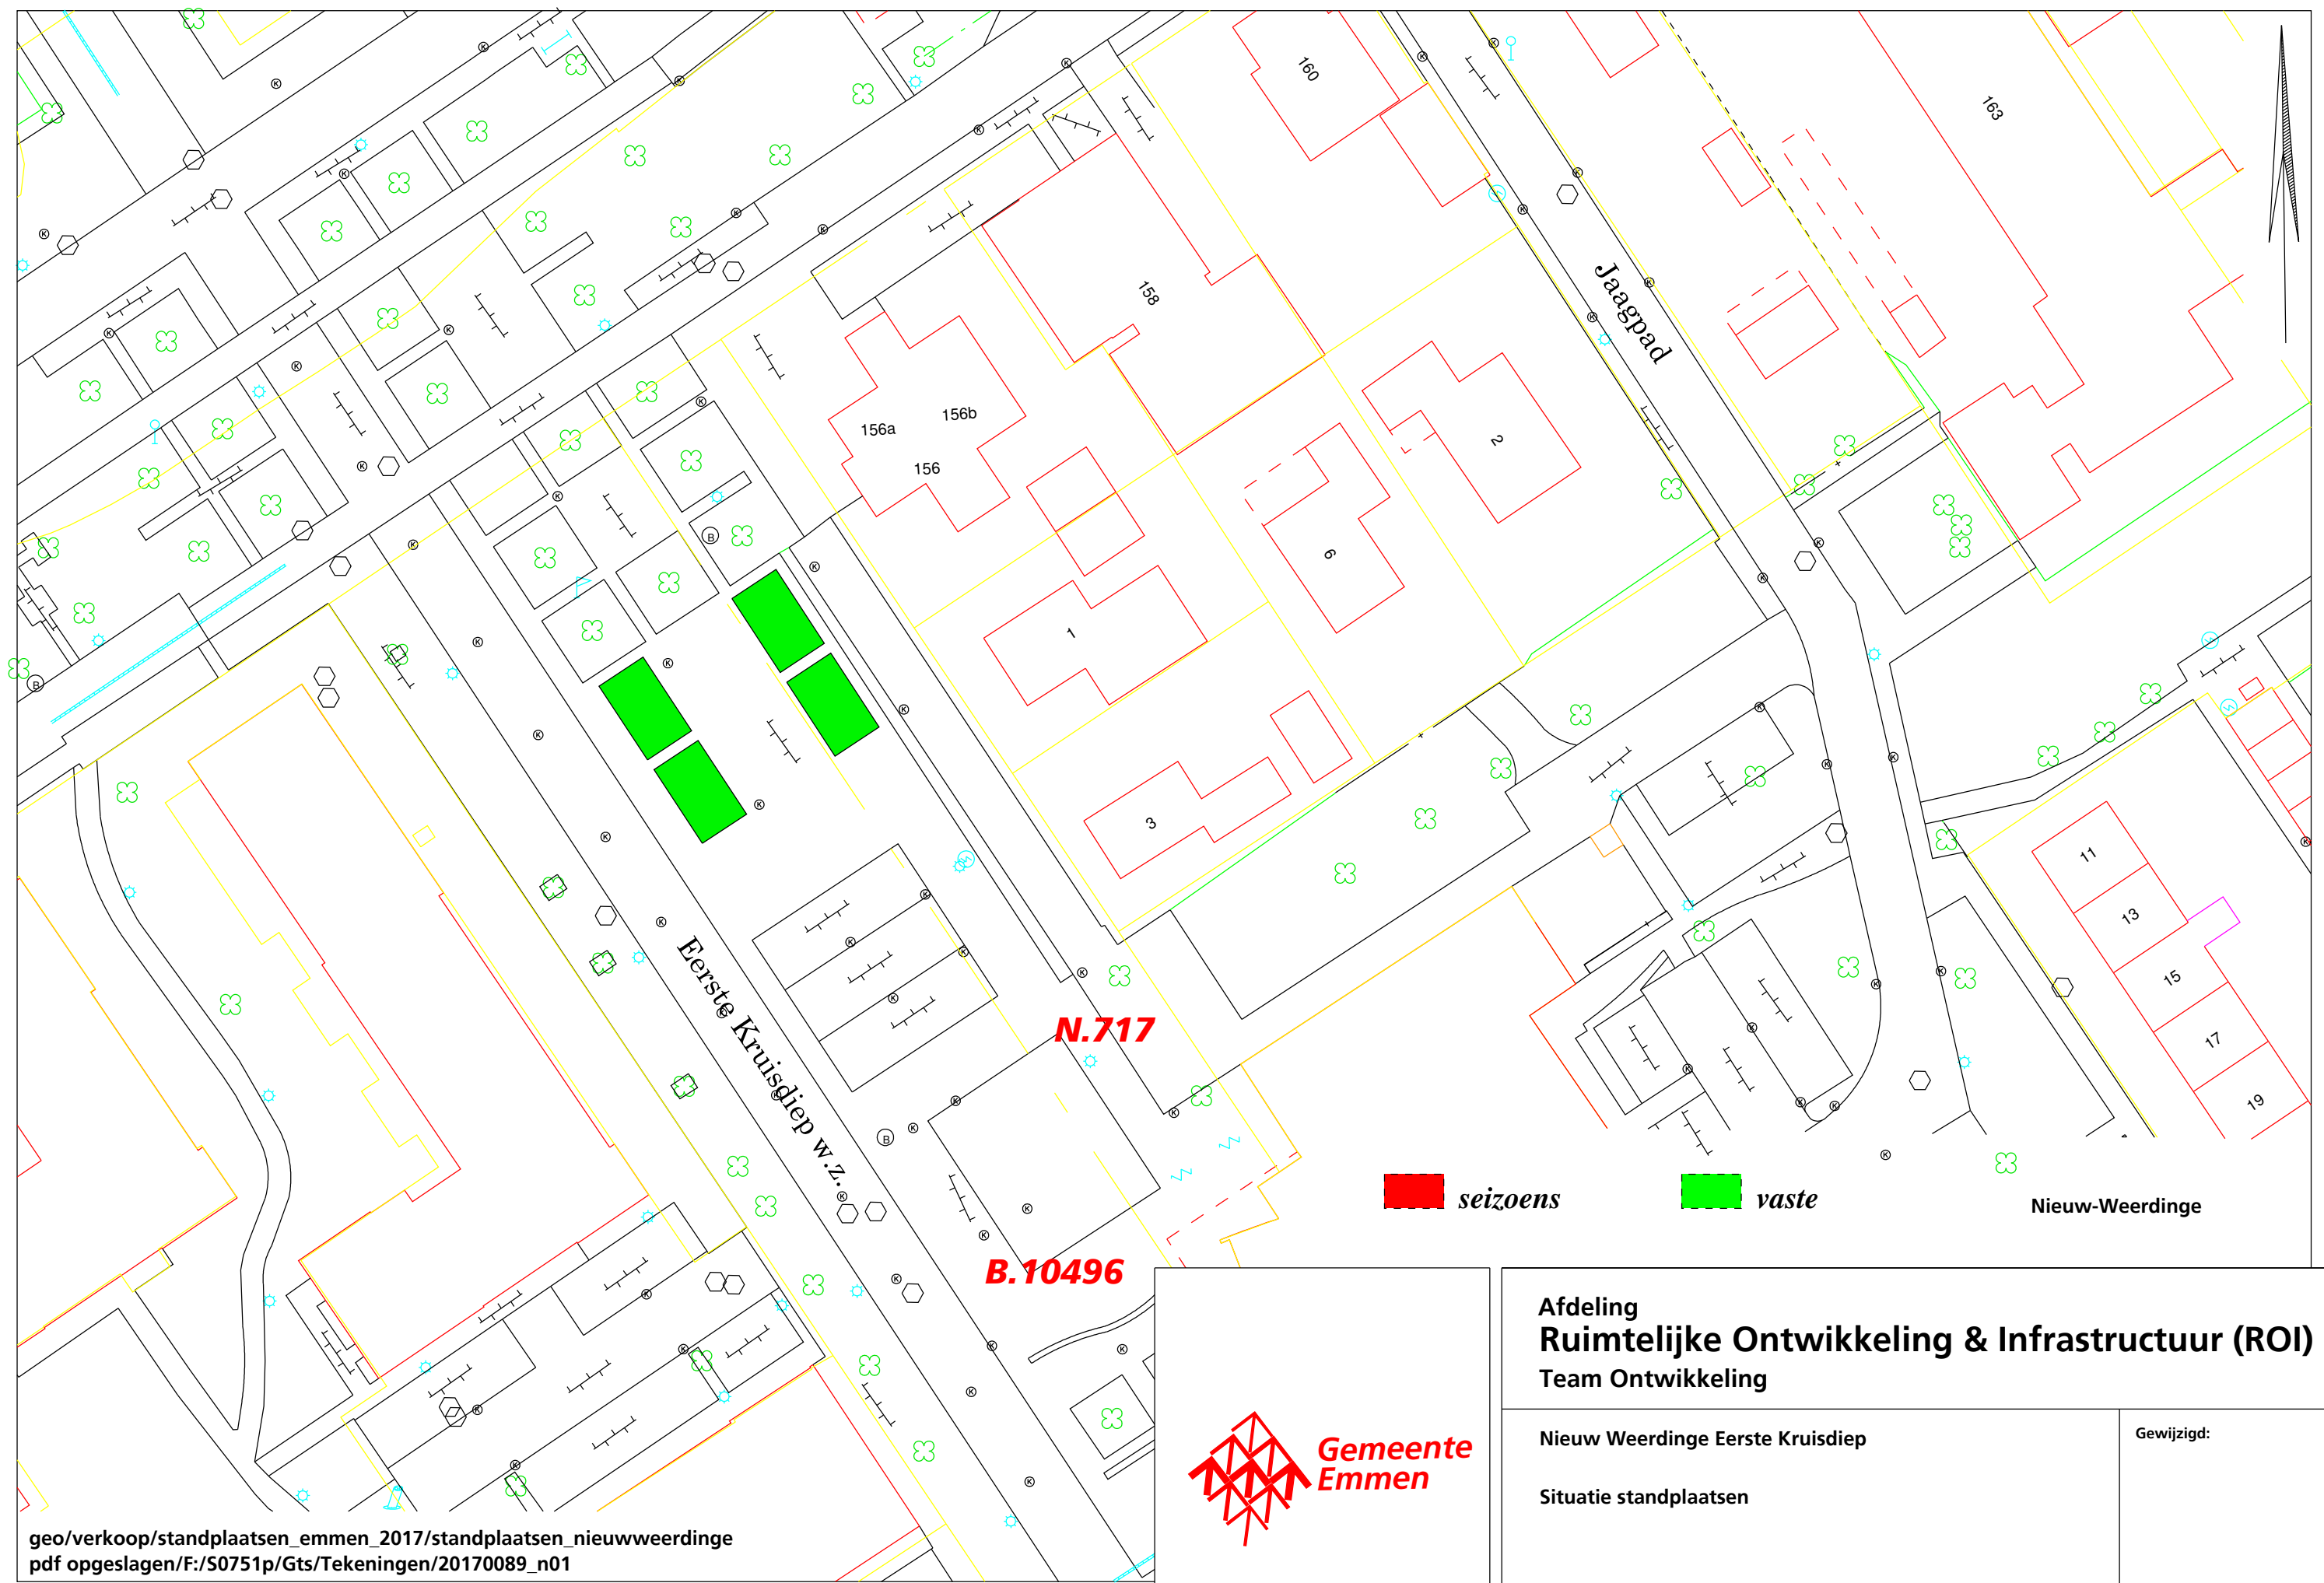 160
163
Jaagpad
158
156a
156b
156
2
6
1
3
B
B
B
11
13
15
17
19
Eerste Kruisdiep w.z.
N.717
B.10496
seizoens
vaste
Nieuw-Weerdinge
Afdeling
Ruimtelijke Ontwikkeling & Infrastructuur (ROI)
Team Ontwikkeling
Nieuw Weerdinge Eerste Kruisdiep
Gewijzigd:
Situatie standplaatsen
Gemeente
Emmen
geo/verkoop/standplaatsen_emmen_2017/standplaatsen_nieuwweerdinge
pdf opgeslagen/F:/S0751p/Gts/Tekeningen/20170089_n01